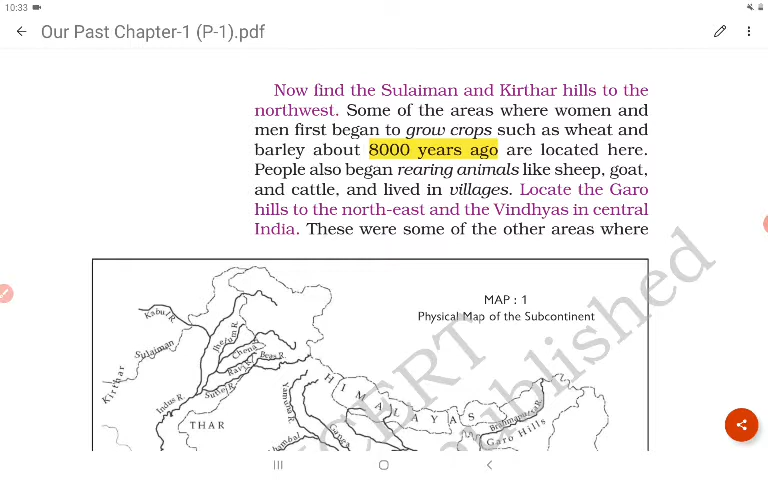 10:33
Our Past Chapter-1 (P-1).pdf
Now find the Sulaiman and Kirthar hills to the
northwest. Some of the areas where women and
men first began to grow crops such as wheat and
barley about 8000 years ago are located here.
People also began rearing animals like sheep, goat,
and cattle, and lived in villages. Locate the Garo
hills to the north-east and the Vindhyas in central
India. These were some of the other areas where
MAP : 1
Physical Map of the Subcontinent
Kabul R.
Sulaiman
Kirthar
Jhelum R.
Chena
Ravi R.
Beas R.
Sutlej R.
Indus R.
THAR
Yamuna R.
HIMALAYAS
Brahmaputra R.
Garo Hills
NCERT
published